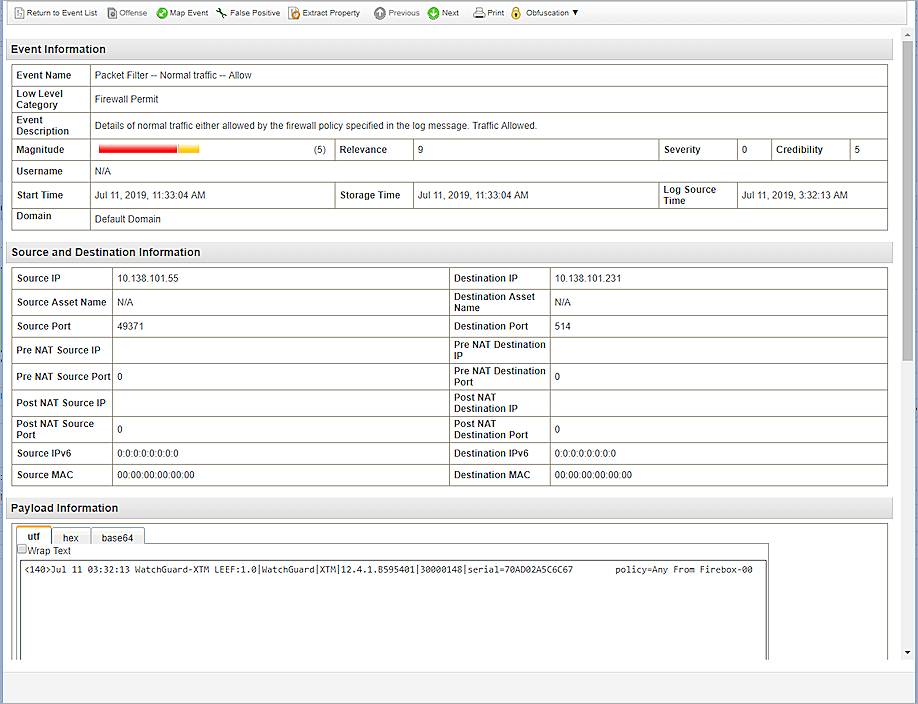 Return to Event List Offense Map Event False Positive Extract Property Previous Next Print Obfuscation ▼
Event Information
Event Name Packet Filter -- Normal traffic -- Allow
Low Level
Category
Firewall Permit
Event
Description
Details of normal traffic either allowed by the firewall policy specified in the log message. Traffic Allowed.
Magnitude (5) Relevance 9 Severity 0 Credibility 5
Username N/A
Start Time Jul 11, 2019, 11:33:04 AM Storage Time Jul 11, 2019, 11:33:04 AM Log Source
Time
Jul 11, 2019, 3:32:13 AM
Domain Default Domain
Source and Destination Information
Source IP 10.138.101.55 Destination IP 10.138.101.231
Source Asset Name N/A Destination Asset
Name
N/A
Source Port 49371 Destination Port 514
Pre NAT Source IP Pre NAT Destination
IP
Pre NAT Source Port 0 Pre NAT Destination
Port
0
Post NAT Source IP Post NAT
Destination IP
Post NAT Source
Port
0 Post NAT
Destination Port
0
Source IPv6 0:0:0:0:0:0:0:0 Destination IPv6 0:0:0:0:0:0:0:0
Source MAC 00:00:00:00:00:00 Destination MAC 00:00:00:00:00:00
Payload Information
utf hex base64
Wrap Text
<140>Jul 11 03:32:13 WatchGuard-XTM LEEF:1.0|WatchGuard|XTM|12.4.1.B595401|30000148|serial=70AD02A5C6C67 policy=Any From Firebox-00